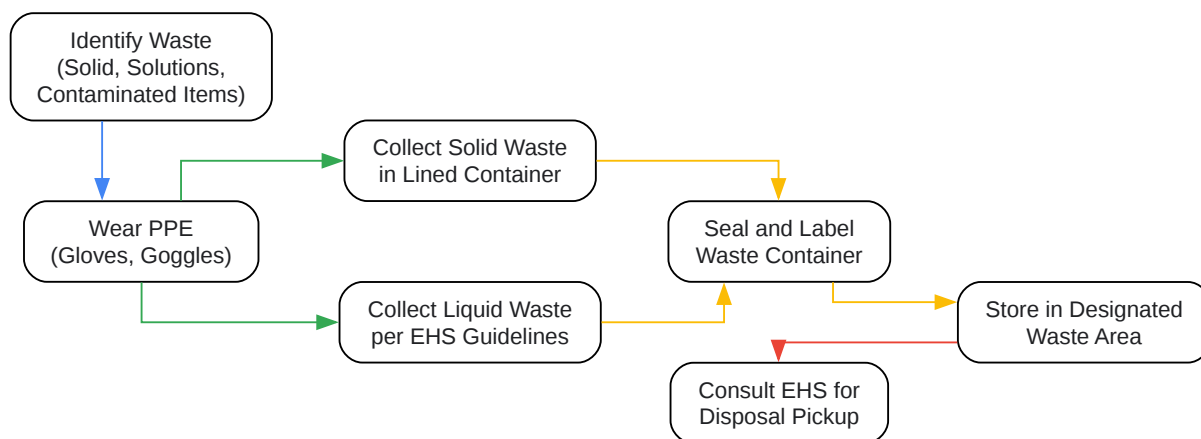 Identify Waste
(Solid, Solutions,
Contaminated Items)
Wear PPE
(Gloves, Goggles)
Collect Solid Waste
in Lined Container
Collect Liquid Waste
per EHS Guidelines
Seal and Label
Waste Container
Store in Designated
Waste Area
Consult EHS for
Disposal Pickup